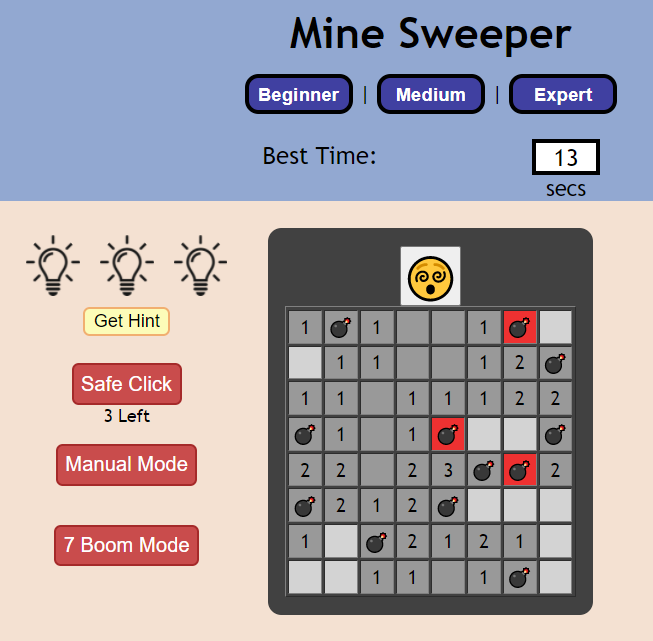 Mine Sweeper
Beginner | Medium | Expert
Best Time: 13
secs
Get Hint
Safe Click
3 Left
Manual Mode
7 Boom Mode
1 1 1
1 1 1 2
1 1 1 1 1 2 2
1 1
2 2 2 3 2
2 1 2
1 2 1 2 1
1 1 1